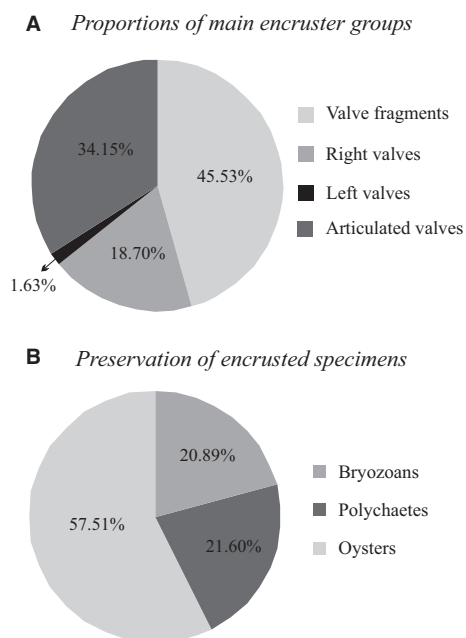 A Proportions of main encruster groups
34.15%
45.53%
18.70%
1.63%
Valve fragments
Right valves
Left valves
Articulated valves
B Preservation of encrusted specimens
20.89%
57.51%
21.60%
Bryozoans
Polychaetes
Oysters